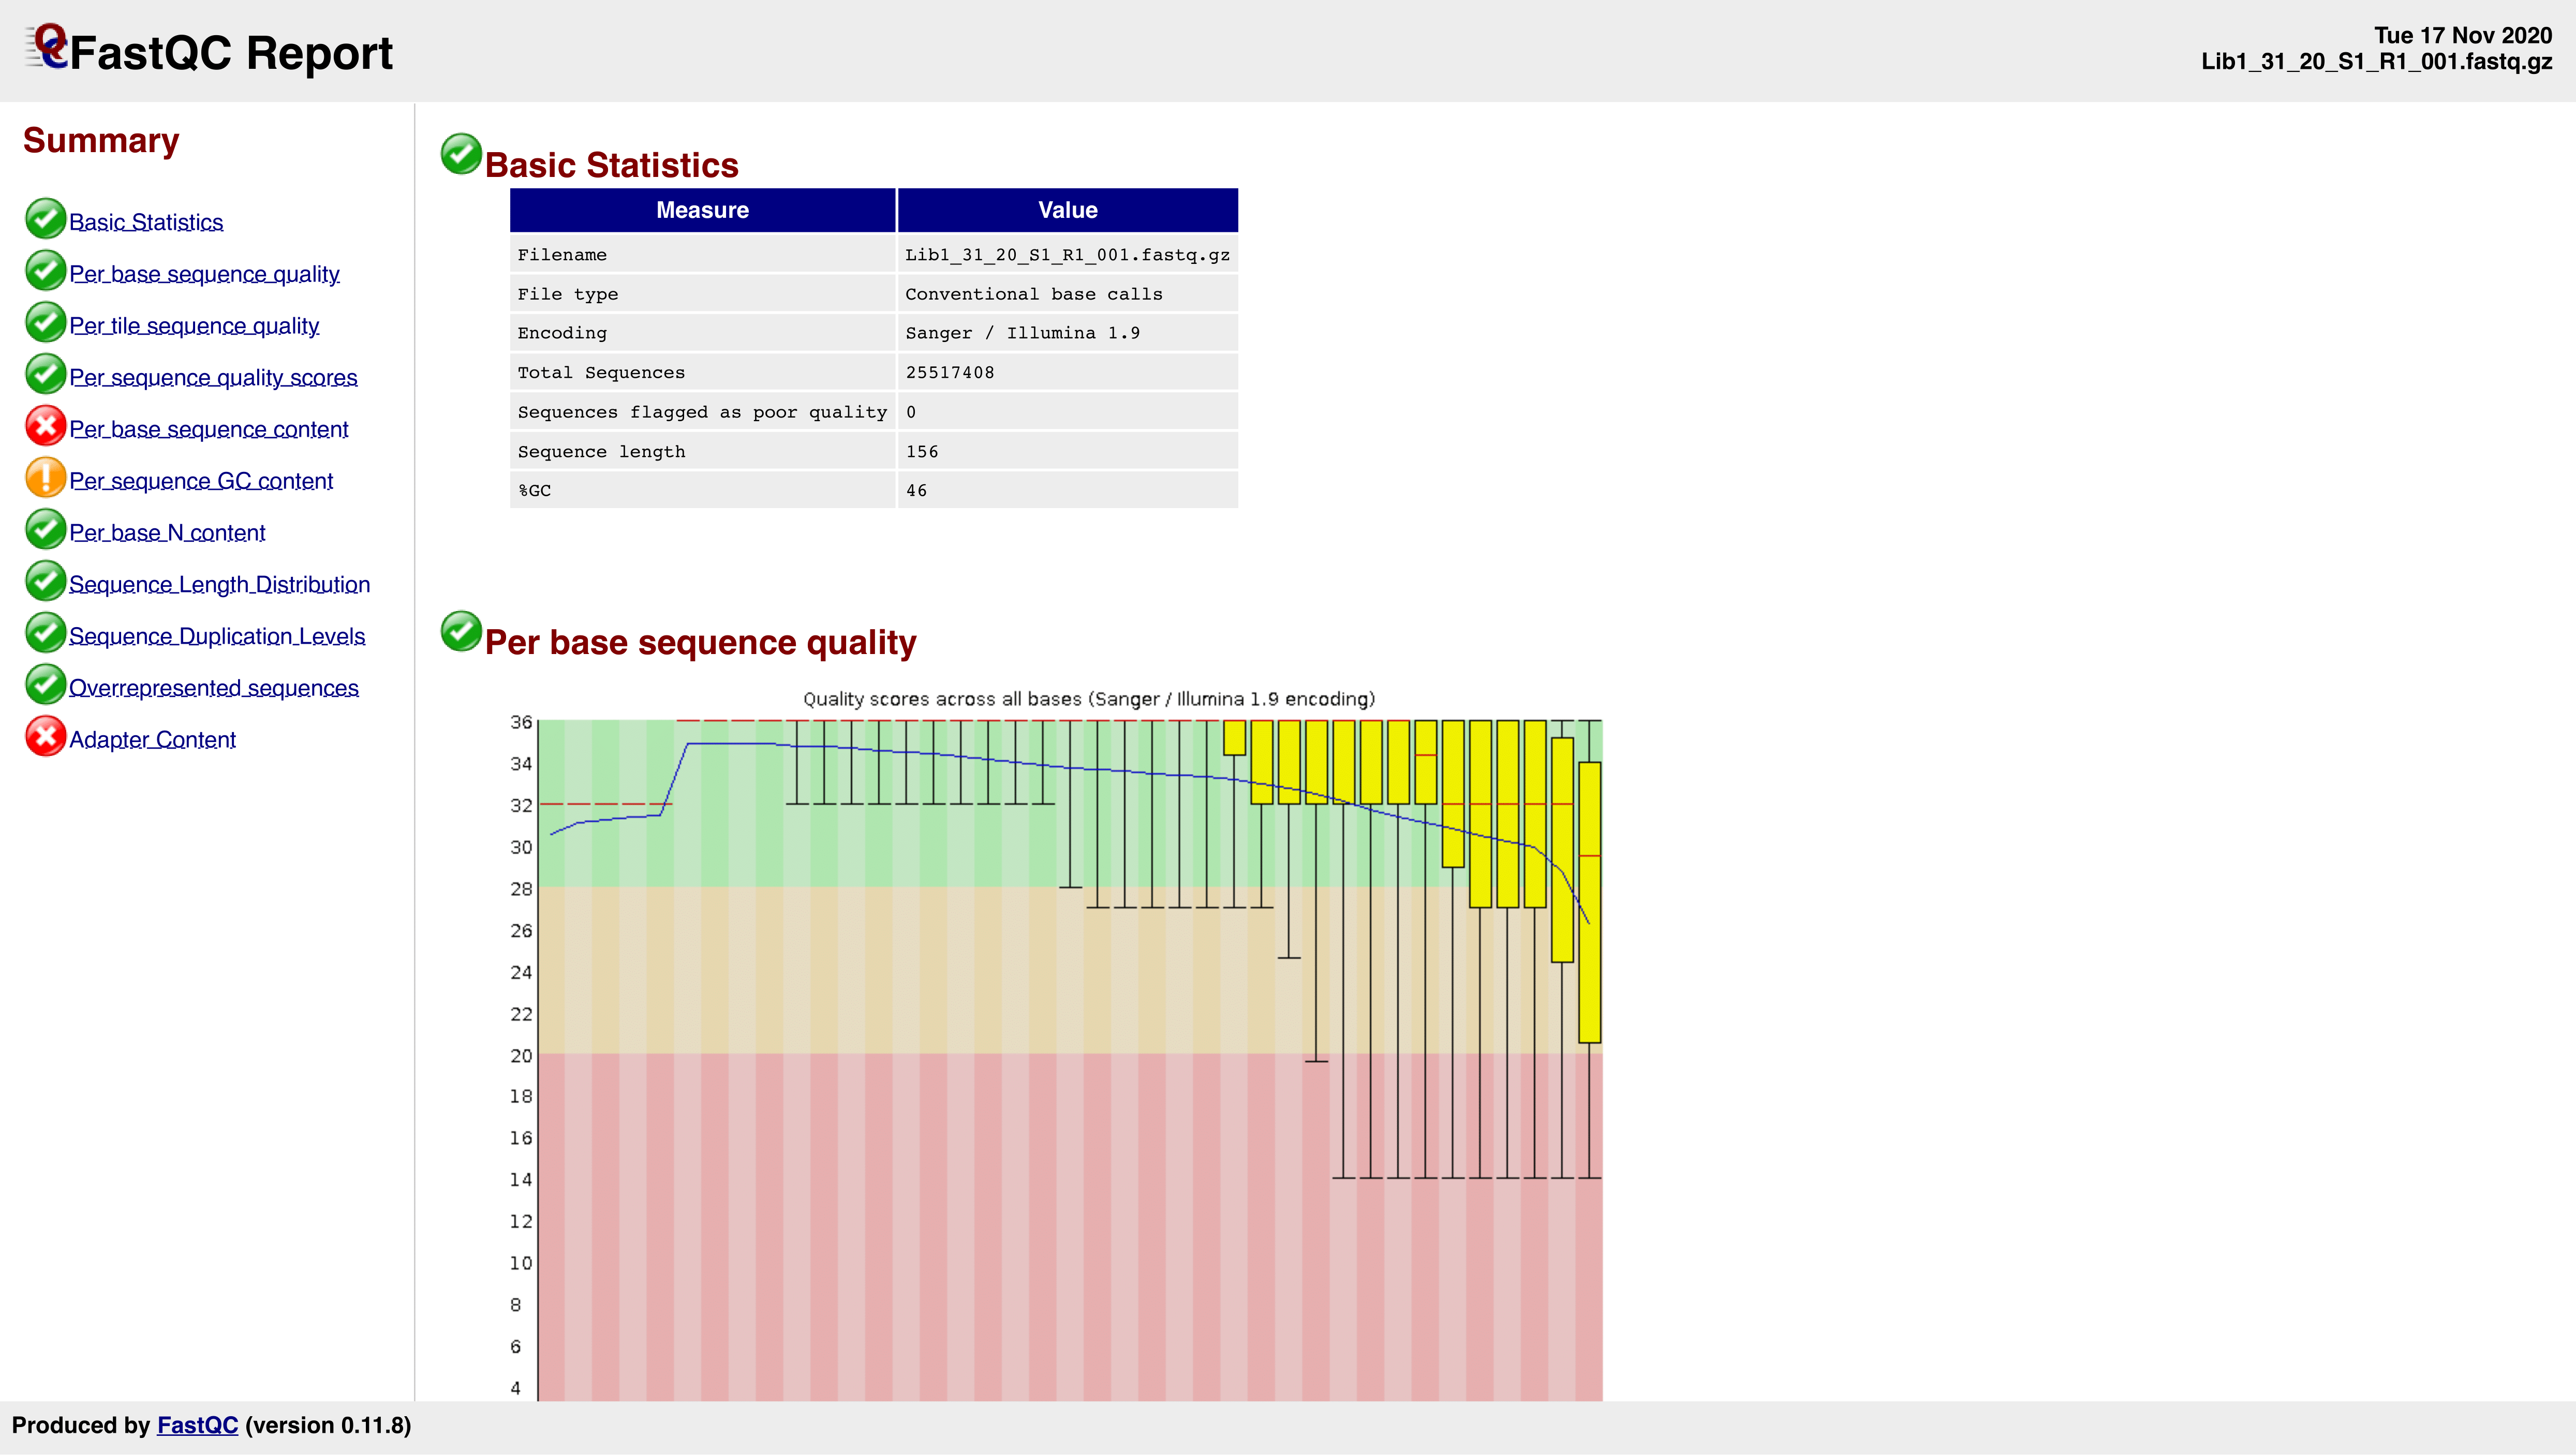 FastQC Report
Tue 17 Nov 2020
Lib1_31_20_S1_R1_001.fastq.gz
Summary
Basic Statistics
Per base sequence quality
Per tile sequence quality
Per sequence quality scores
Per base sequence content
Per sequence GC content
Per base N content
Sequence Length Distribution
Sequence Duplication Levels
Overrepresented sequences
Adapter Content
Basic Statistics
Measure Value
Filename Lib1_31_20_S1_R1_001.fastq.gz
File type Conventional base calls
Encoding Sanger / Illumina 1.9
Total Sequences 25517408
Sequences flagged as poor quality 0
Sequence length 156
%GC 46
Per base sequence quality
Quality scores across all bases (Sanger / Illumina 1.9 encoding)
36
34
32
30
28
26
24
22
20
18
16
14
12
10
8
6
4
Produced by FastQC (version 0.11.8)